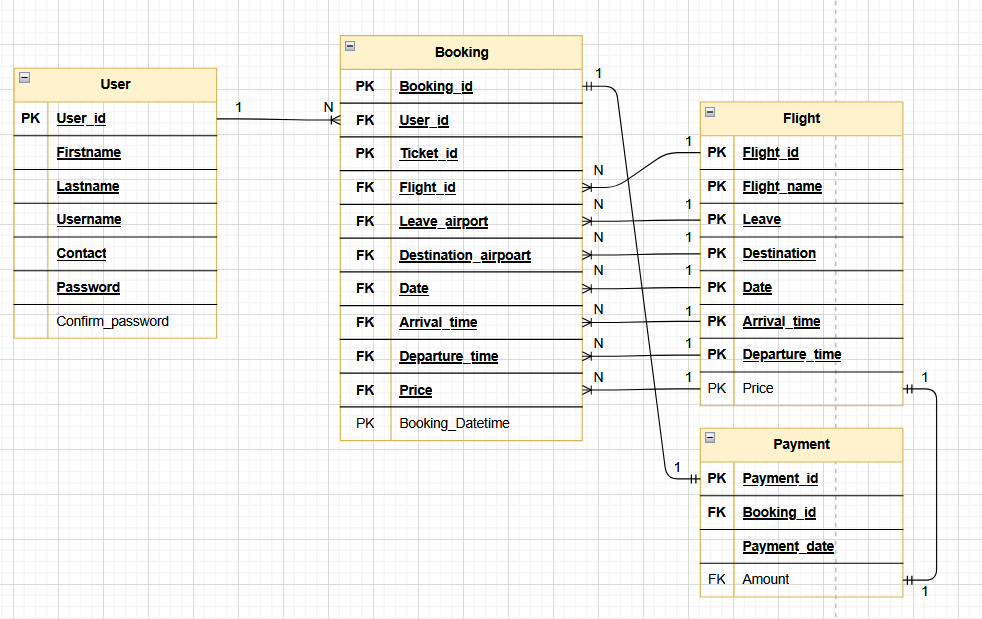 User
PK User_id
Firstname
Lastname
Username
Contact
Password
Confirm_password
1 N
Booking
PK Booking_id
FK User_id
PK Ticket_id
FK Flight_id
FK Leave_airport
FK Destination_airpoart
FK Date
FK Arrival_time
FK Departure_time
FK Price
PK Booking_Datetime
1
N 1
N 1
N 1
N 1
N 1
N 1
N 1
Flight
PK Flight_id
PK Flight_name
PK Leave
PK Destination
PK Date
PK Arrival_time
PK Departure_time
PK Price
1
Payment
1
PK Payment_id
FK Booking_id
Payment_date
FK Amount
1